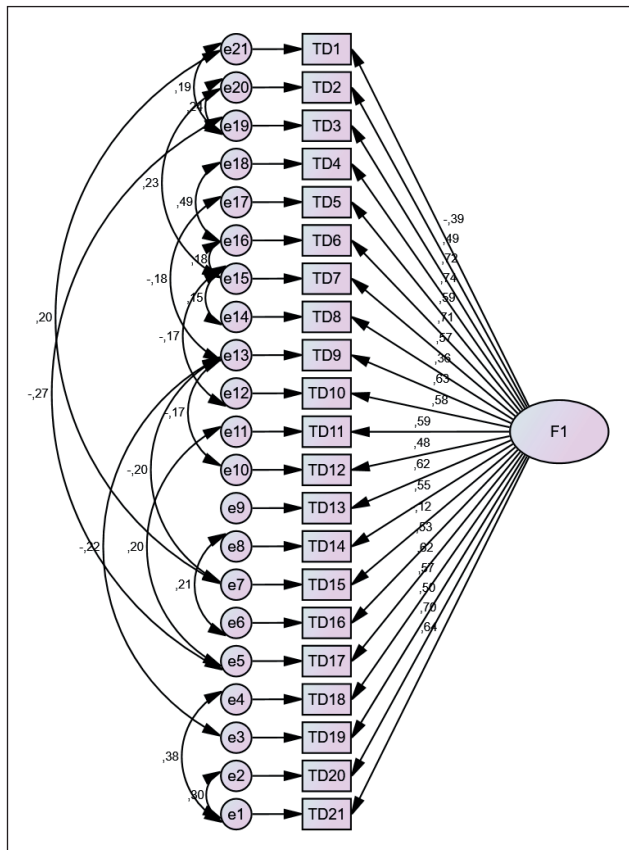 e21 TD1
,19
e20 TD2
,24
e19 TD3
e18 TD4
,23
,49
e17 TD5
-,39
e16 TD6
,49
,18
,72
e15 TD7
-,18
,74
,15
,59
e14 TD8
,20
,71
-,17
,57
e13 TD9
,36
,63
-,27
e12 TD10
,58
-,17
e11 TD11
,59
F1
,48
e10 TD12
-,20
,62
,55
e9 TD13
,12
-,22
,20
,53
e8 TD14
,62
,21
e7 TD15
,57
,50
e6 TD16
,70
,64
e5 TD17
e4 TD18
e3 TD19
,38
e2 TD20
,30
e1 TD21